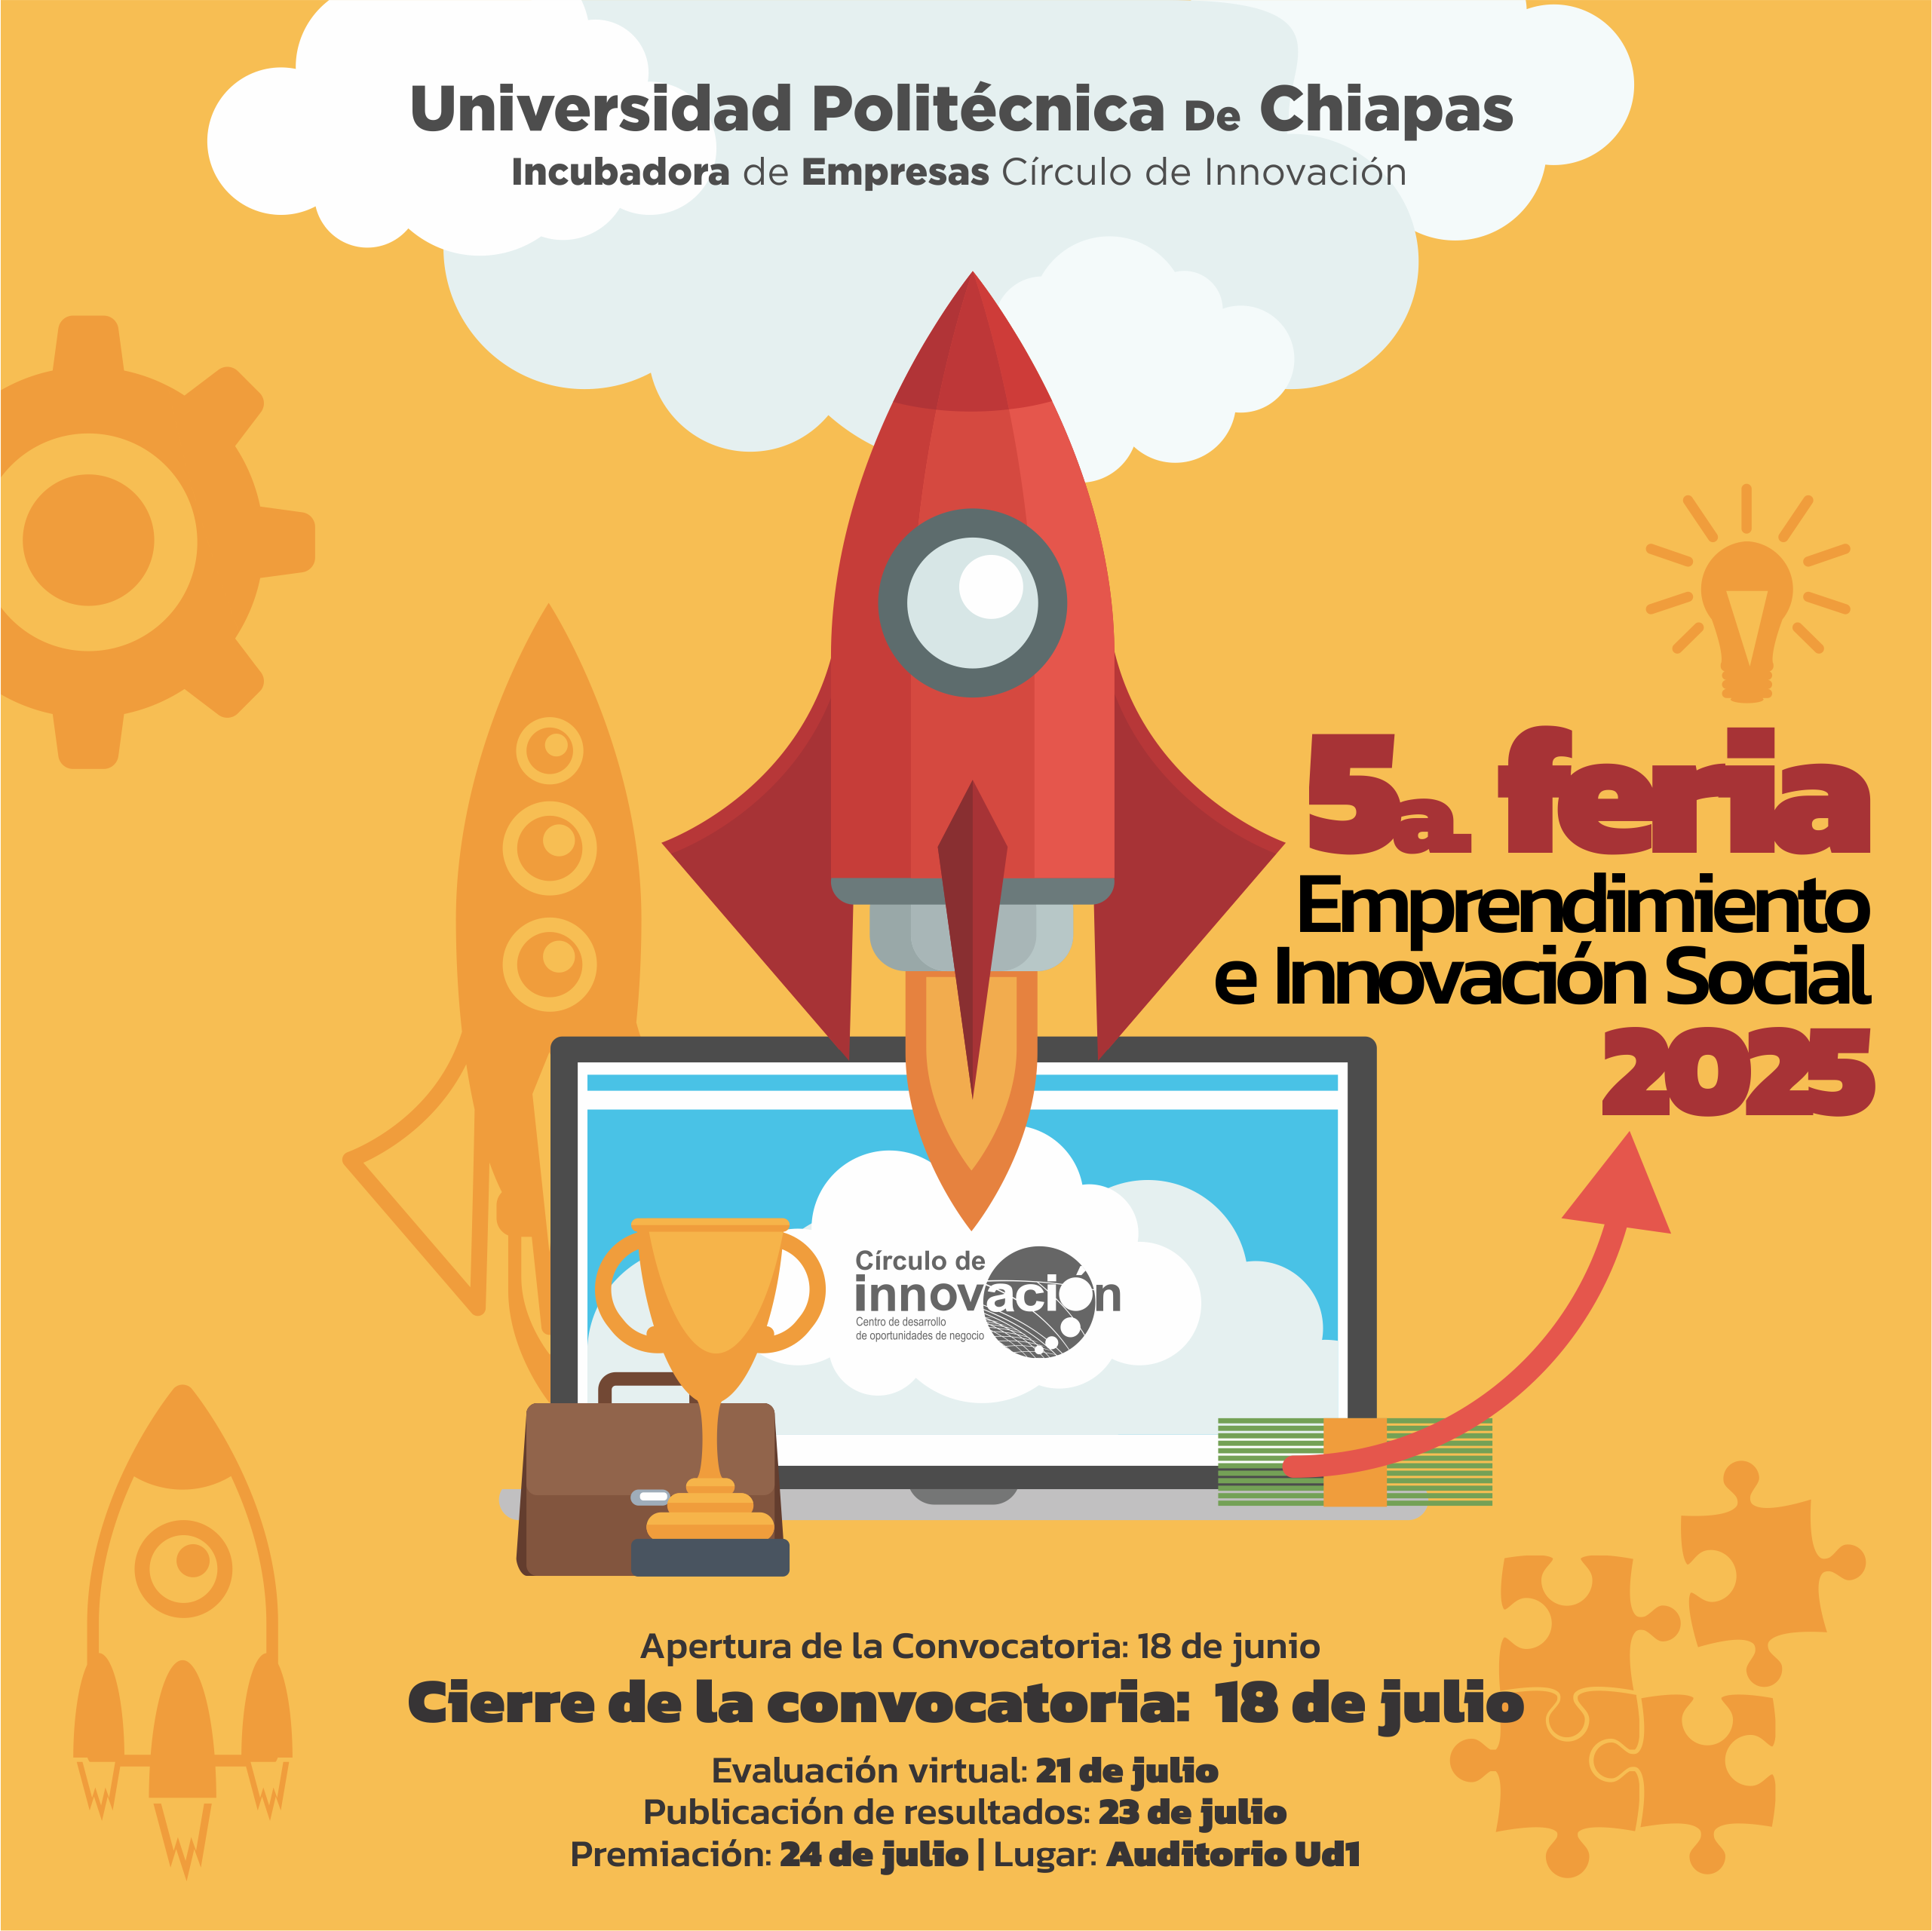 Universidad Politécnica De Chiapas
Incubadora de Empresas Círculo de Innovación
5a. feria
Emprendimiento
e Innovación Social
2025
Círculo de
innovación
Centro de desarrollo
de oportunidades de negocio
Apertura de la Convocatoria: 18 de junio
Cierre de la convocatoria: 18 de julio
Evaluación virtual: 21 de julio
Publicación de resultados: 23 de julio
Premiación: 24 de julio | Lugar: Auditorio Ud1